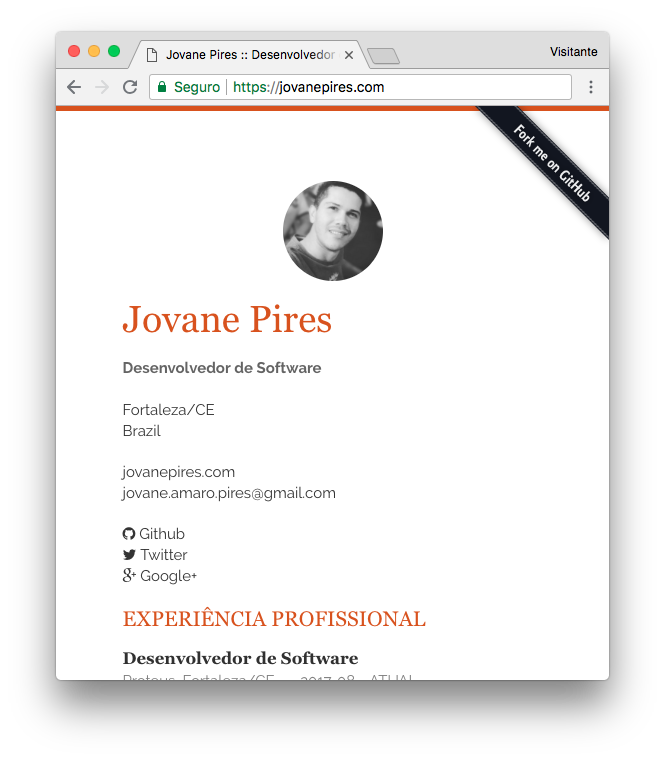 Jovane Pires :: Desenvolvedor
Visitante
Seguro | https://jovanepires.com
Fork me on GitHub
Jovane Pires
Desenvolvedor de Software
Fortaleza/CE
Brazil
jovanepires.com
jovane.amaro.pires@gmail.com
Github
Twitter
Google+
EXPERIÊNCIA PROFISSIONAL
Desenvolvedor de Software